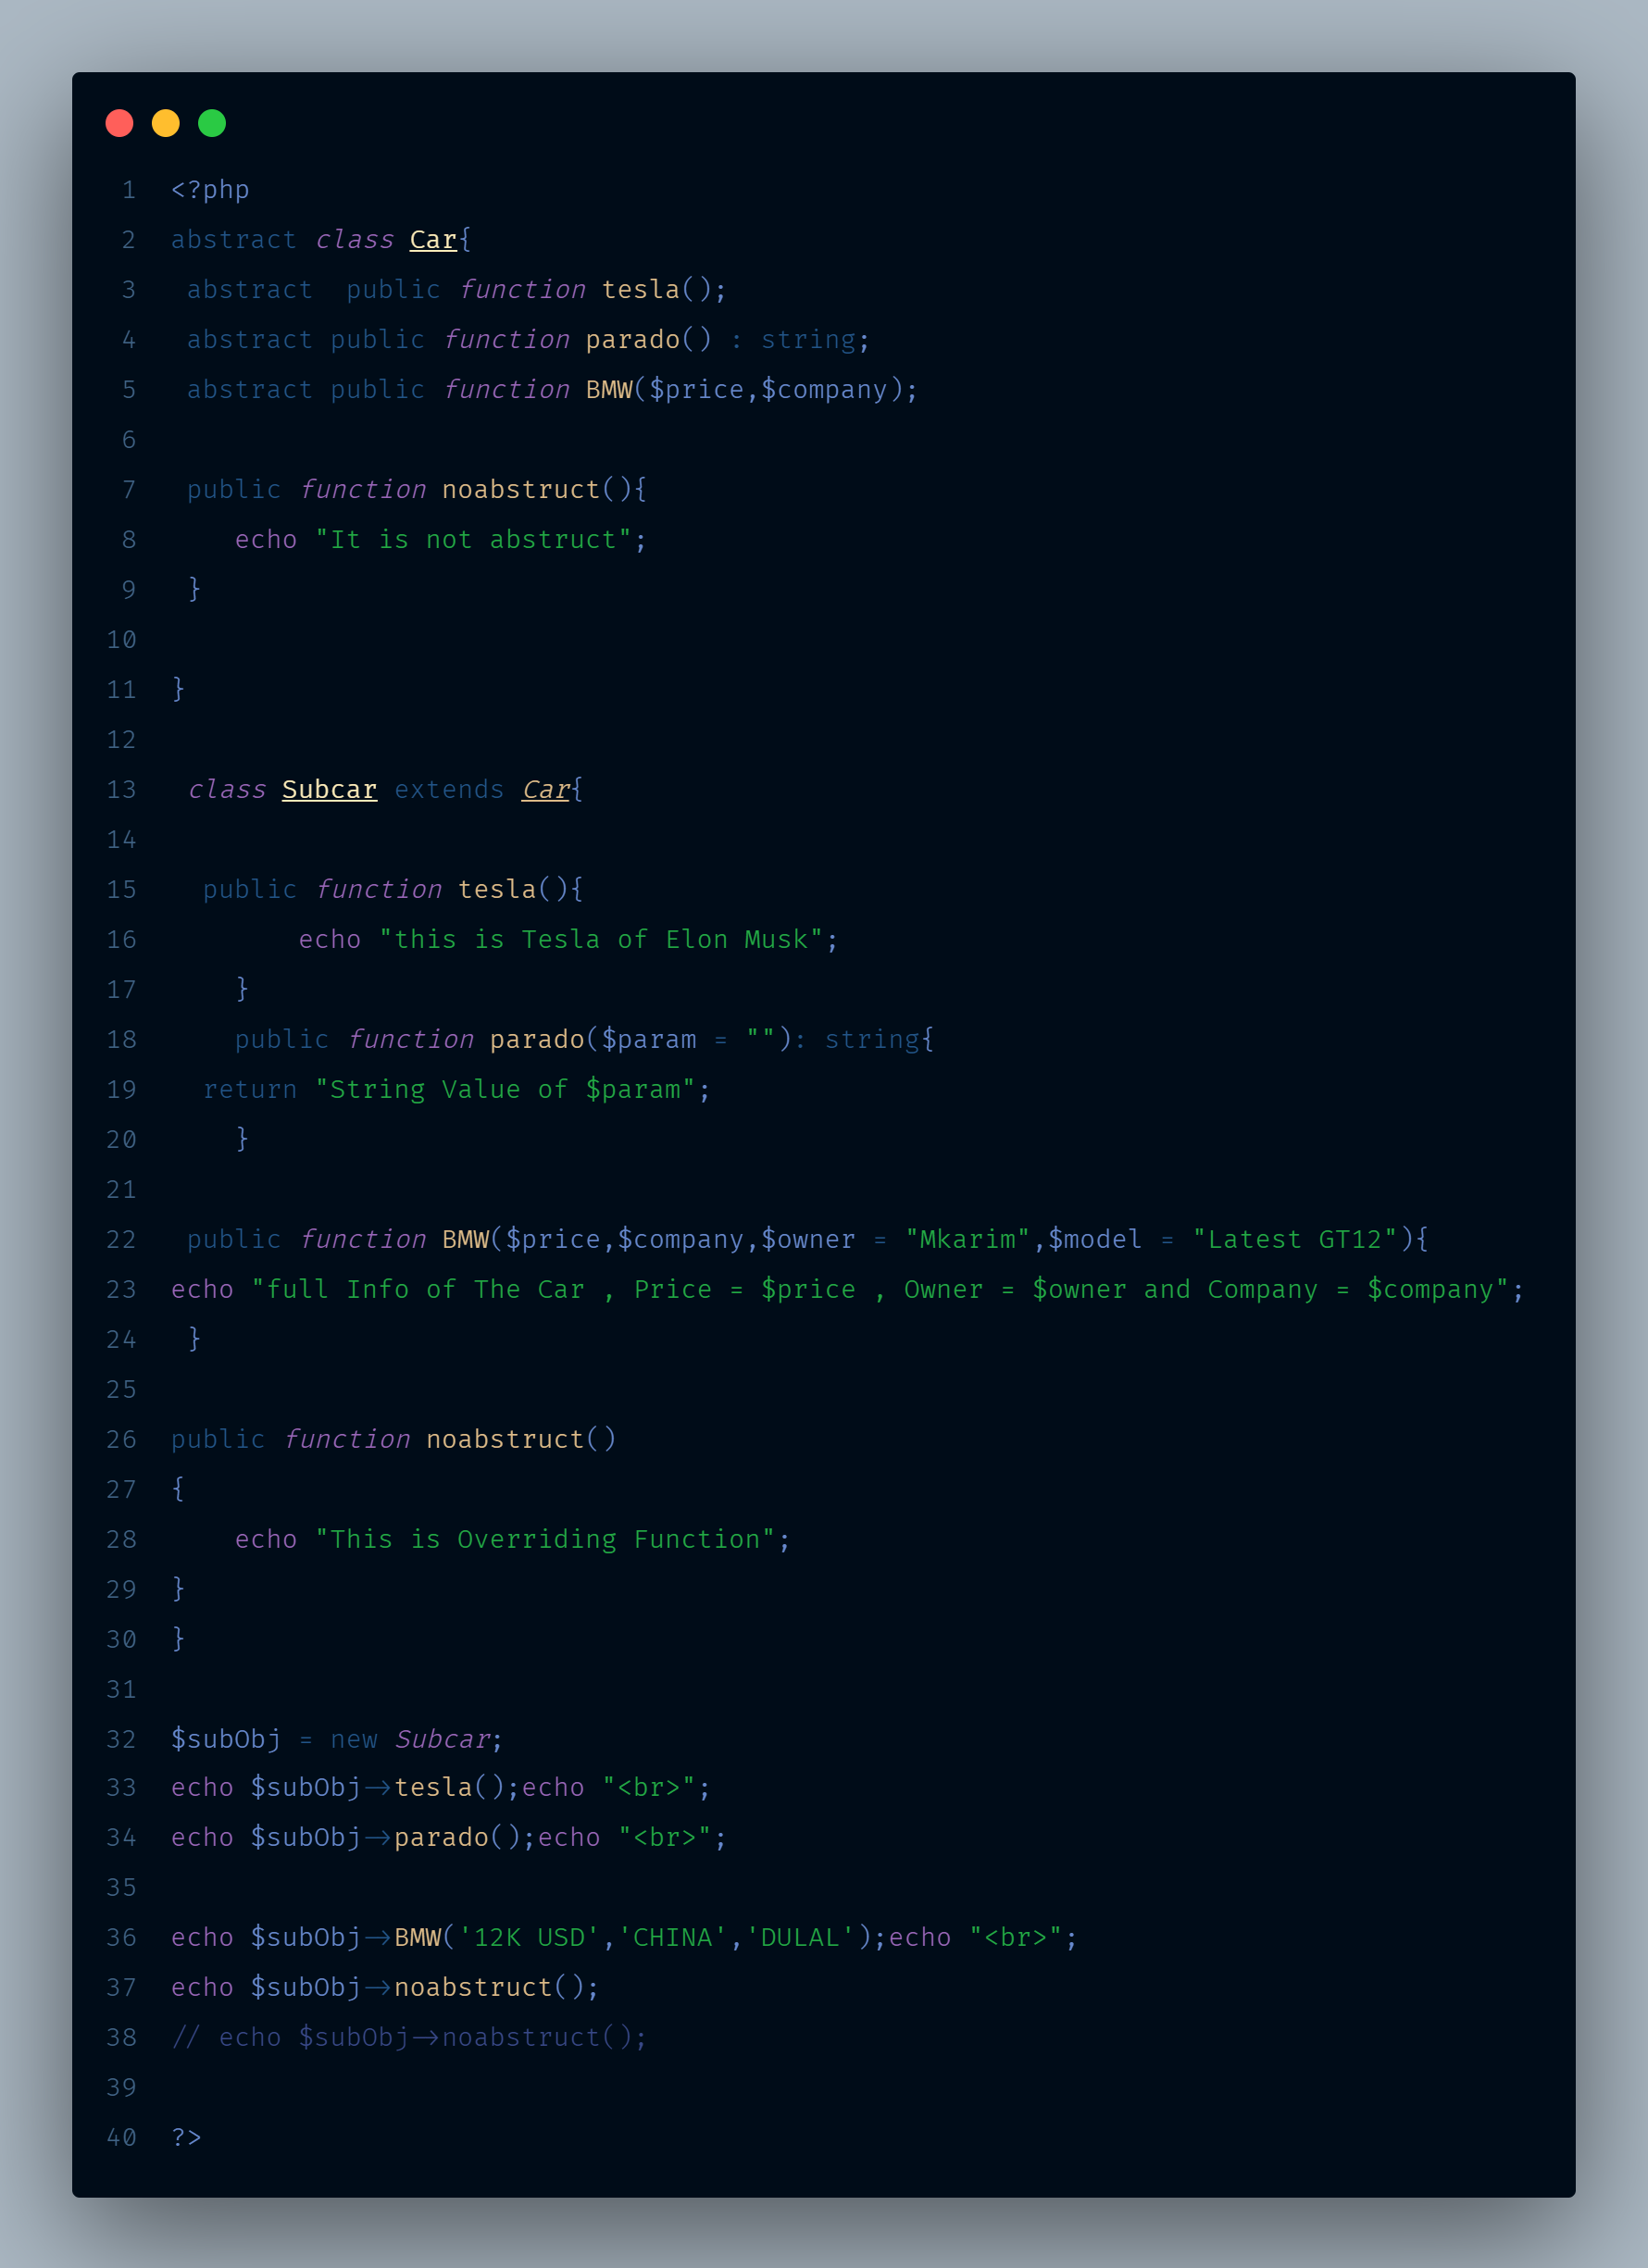 1 <?php
2 abstract class Car{
3  abstract  public function tesla();
4  abstract public function parado() : string;
5  abstract public function BMW($price,$company);
6
7  public function noabstruct(){
8     echo "It is not abstruct";
9  }
10
11 }
12
13  class Subcar extends Car{
14
15   public function tesla(){
16         echo "this is Tesla of Elon Musk";
17     }
18     public function parado($param = ""): string{
19   return "String Value of $param";
20     }
21
22  public function BMW($price,$company,$owner = "Mkarim",$model = "Latest GT12"){
23 echo "full Info of The Car , Price = $price , Owner = $owner and Company = $company";
24  }
25
26 public function noabstruct()
27 {
28     echo "This is Overriding Function";
29 }
30 }
31
32 $subObj = new Subcar;
33 echo $subObj->tesla();echo "<br>";
34 echo $subObj->parado();echo "<br>";
35
36 echo $subObj->BMW('12K USD','CHINA','DULAL');echo "<br>";
37 echo $subObj->noabstruct();
38 // echo $subObj->noabstruct();
39
40 ?>